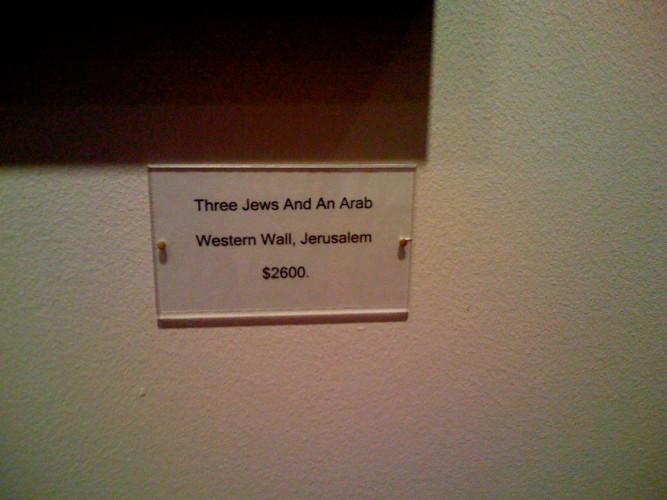 Three Jews And An Arab
Western Wall, Jerusalem
$2600.